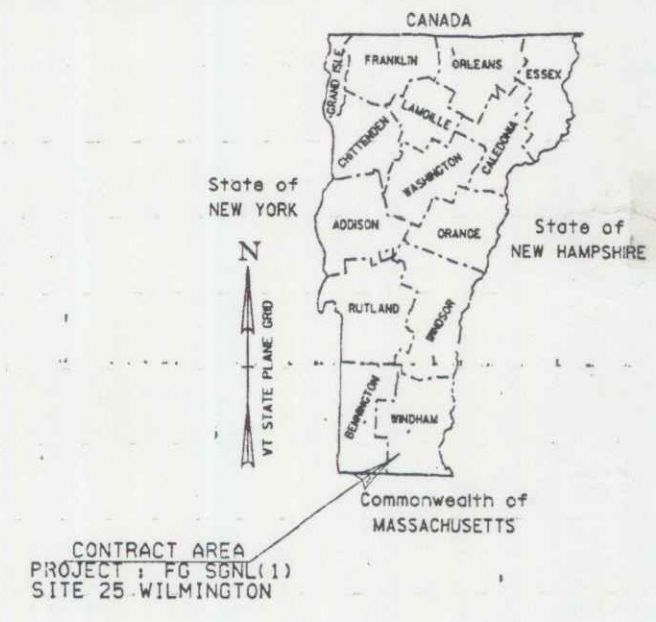 CANADA
FRANKLIN
ORLEANS
ESSEX
GRAND ISLE
LAMOILLE
CHITTENDEN
CALEDONIA
WASHINGTON
State of
NEW YORK
ADDISON
ORANGE
State of
NEW HAMPSHIRE
N
VT STATE PLANE GRID
RUTLAND
WINDSOR
BENNINGTON
WINDHAM
Commonwealth of
MASSACHUSETTS
CONTRACT AREA
PROJECT : FG SGNL(1)
SITE 25 WILMINGTON